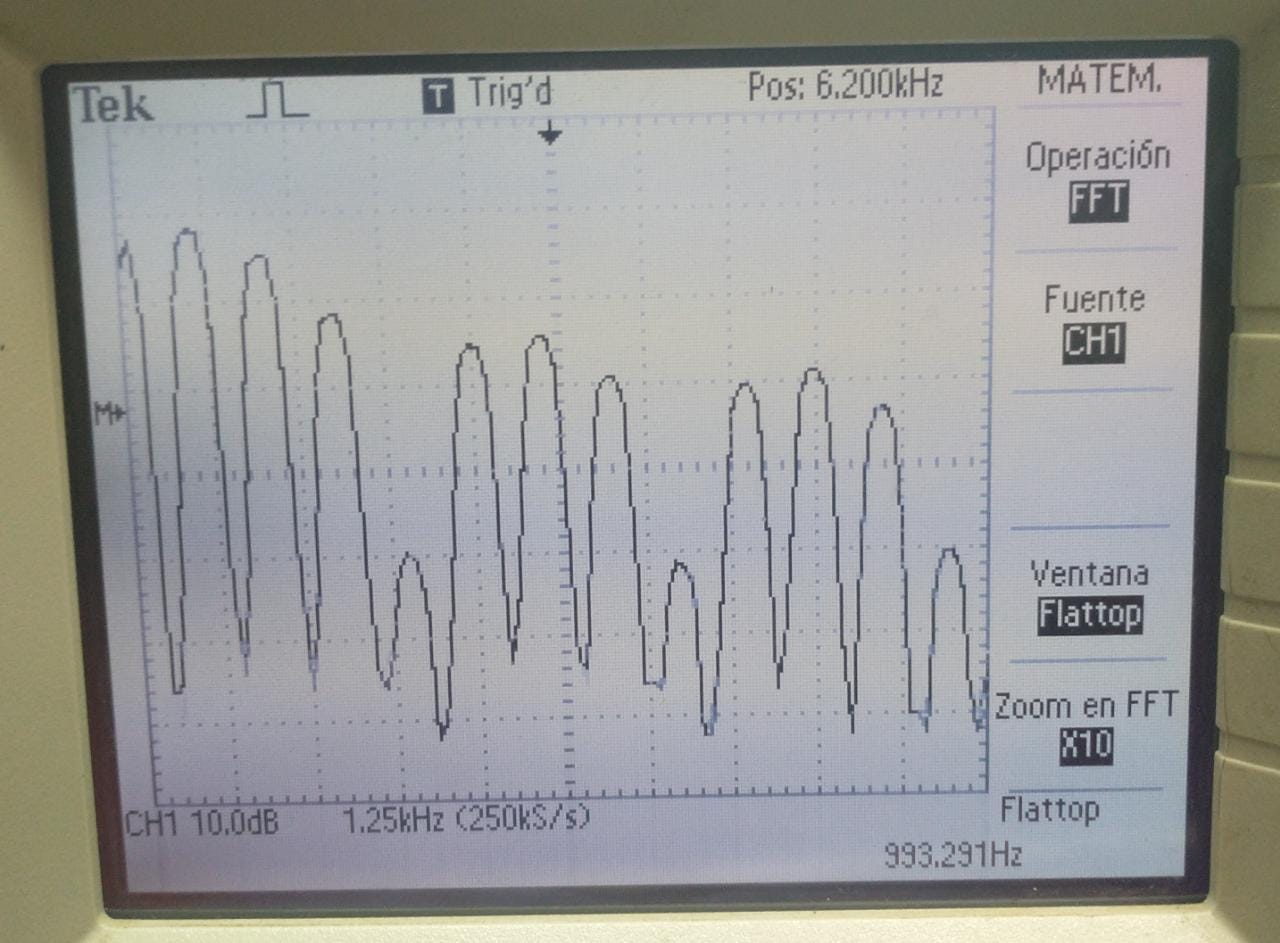 Tek
T Trig'd
Pos: 6.200kHz
MATEM.
Operación
FFT
Fuente
CH1
M
Ventana
Flattop
Zoom en FFT
X10
CH1 10.0dB
1.25kHz (250kS/s)
Flattop
993.291Hz